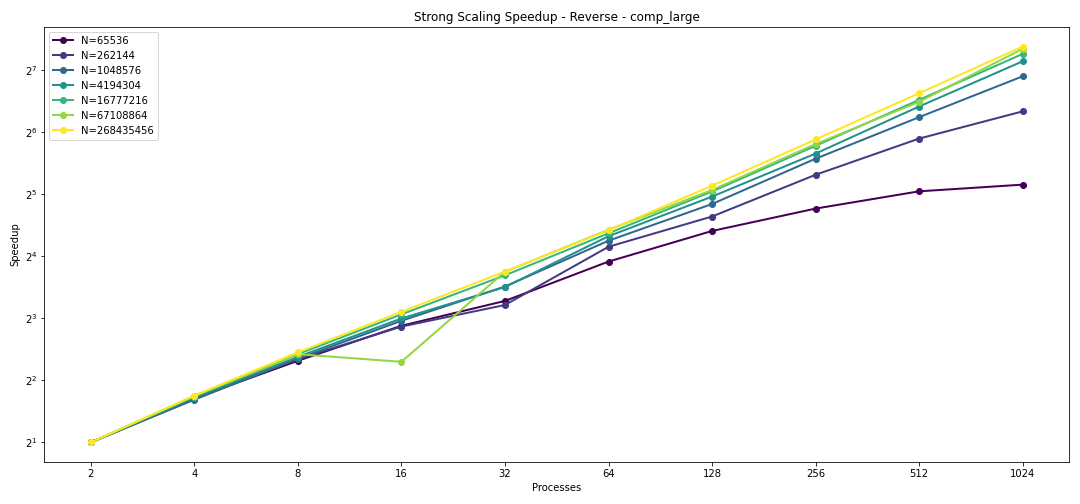 Strong Scaling Speedup - Reverse - comp_large
N=65536
N=262144
N=1048576
N=4194304
N=16777216
N=67108864
N=268435456
Speedup
2^7
2^6
2^5
2^4
2^3
2^2
2^1
2 4 8 16 32 64 128 256 512 1024
Processes